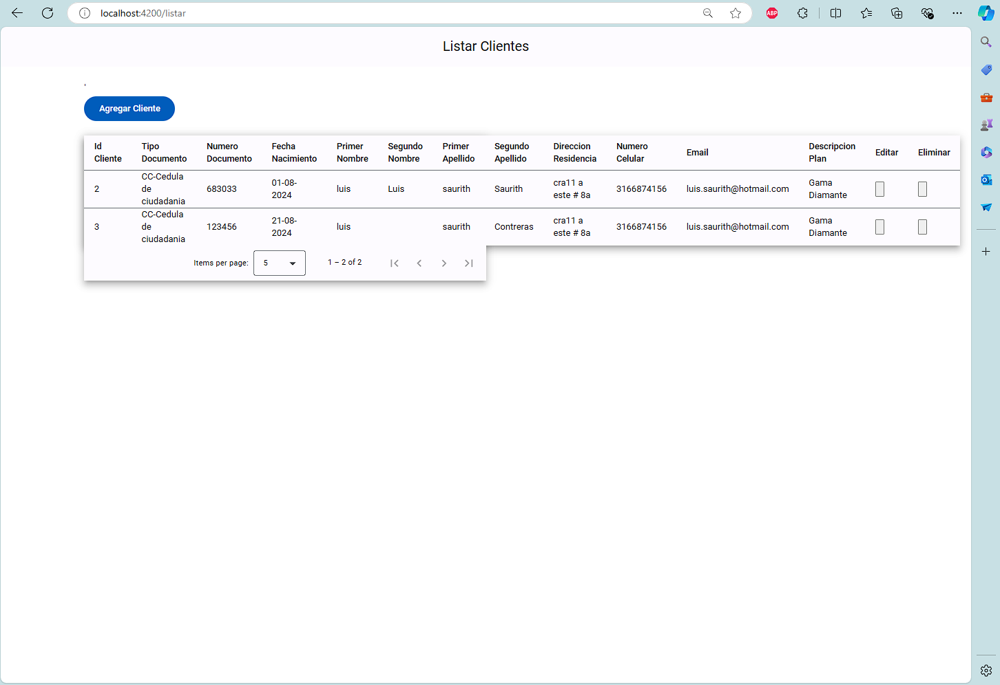 localhost:4200/listar
ABP
Listar Clientes
Agregar Cliente
Id Cliente Tipo Documento Numero Documento Fecha Nacimiento Primer Nombre Segundo Nombre Primer Apellido Segundo Apellido Direccion Residencia Numero Celular Email Descripcion Plan Editar Eliminar
2 CC-Cedula de ciudadania 683033 01-08-2024 luis Luis saurith Saurith cra11 a este # 8a 3166874156 luis.saurith@hotmail.com Gama Diamante
3 CC-Cedula de ciudadania 123456 21-08-2024 luis saurith Contreras cra11 a este # 8a 3166874156 luis.saurith@hotmail.com Gama Diamante
Items per page: 5 1 – 2 of 2